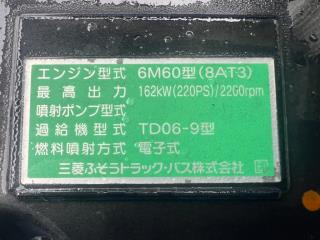 エンジン型式 6M60型(8AT3)
最高出力 162kW(220PS)/2200rpm
噴射ポンプ型式
過給機型式 TD06-9型
燃料噴射方式 電子式
三菱ふそうトラック・バス株式会社